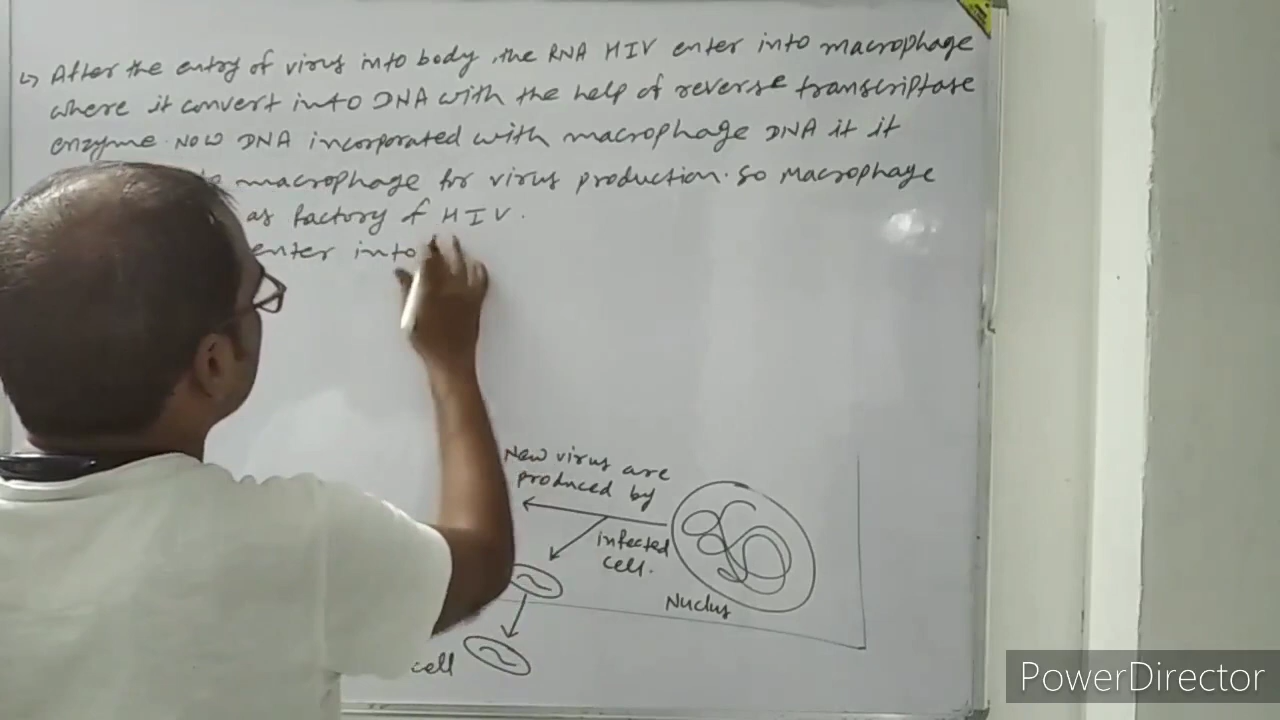 ↳ After the entry of virus into body, the RNA HIV enter into macrophage
where it convert into DNA with the help of reverse transcriptase
enzyme. Now DNA incorporated with macrophage DNA it it
macrophage for virus production. So Macrophage
as factory of HIV.
enter into
New virus are
produced by
infected
cell.
Nuclus
cell
PowerDirector